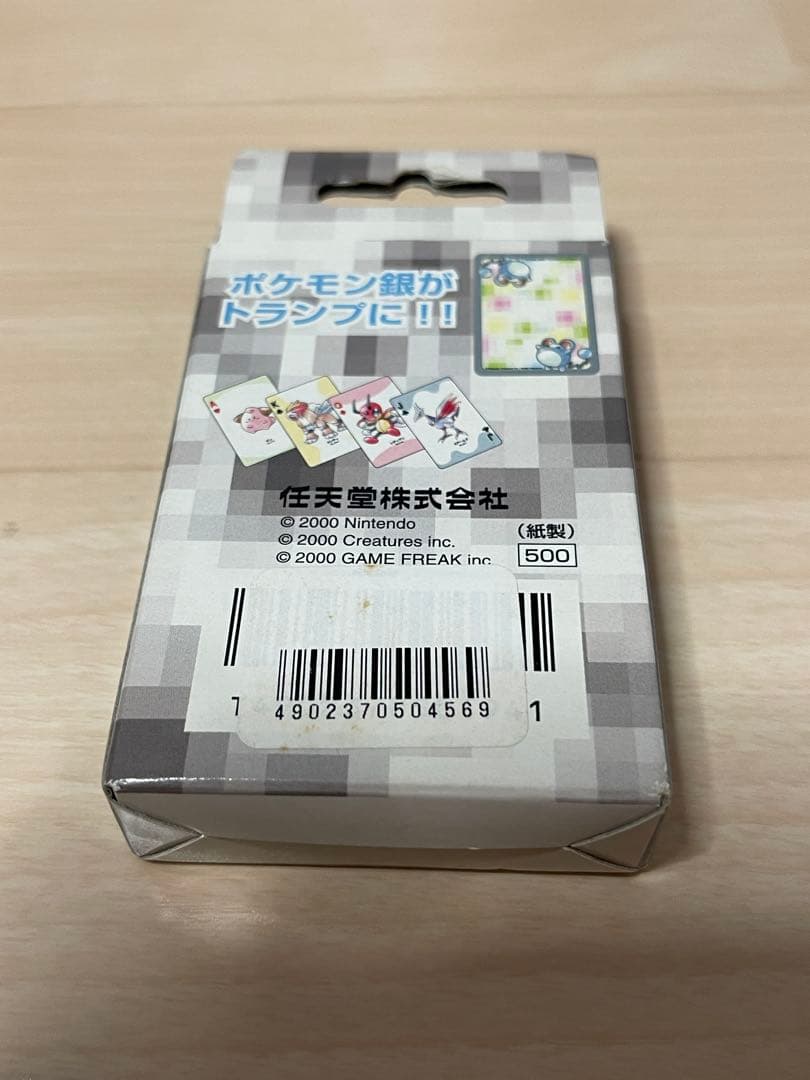 ポケモン銀が
トランプに!!
A
K
Q
J
任天堂株式会社
© 2000 Nintendo
© 2000 Creatures inc.
© 2000 GAME FREAK inc.
(紙製)
500
T
1
4902370504569